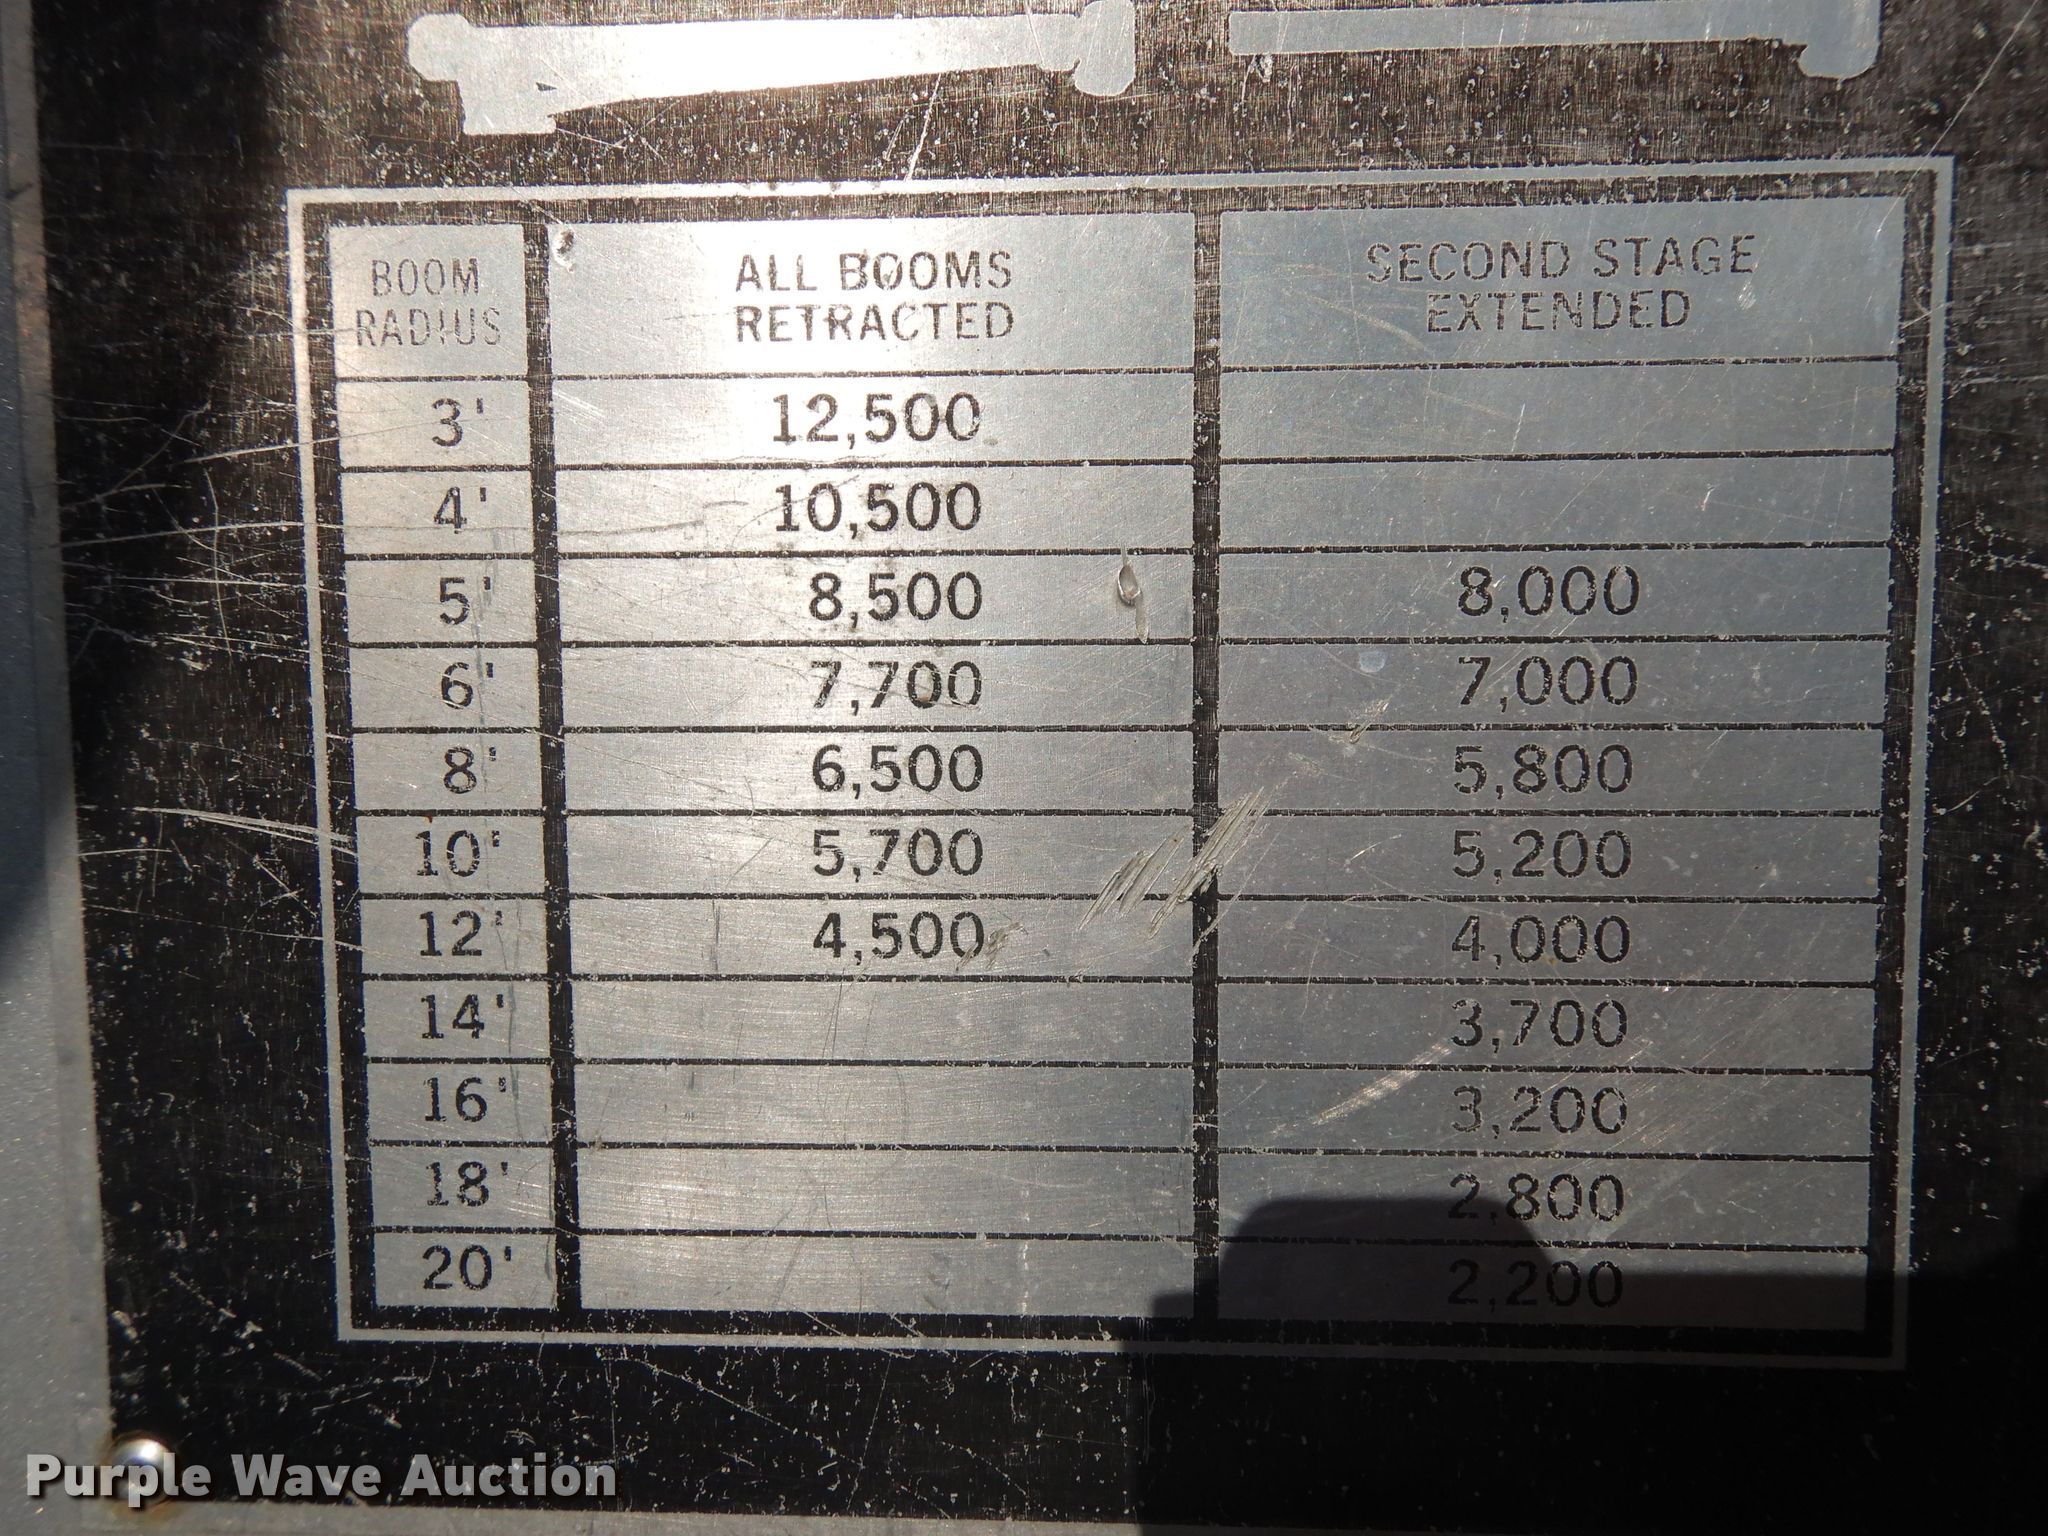 BOOM RADIUS ALL BOOMS RETRACTED SECOND STAGE EXTENDED
3' 12,500
4' 10,500
5' 8,500 8,000
6' 7,700 7,000
8' 6,500 5,800
10' 5,700 5,200
12' 4,500 4,000
14' 3,700
16' 3,200
18' 2,800
20' 2,200
Purple Wave Auction